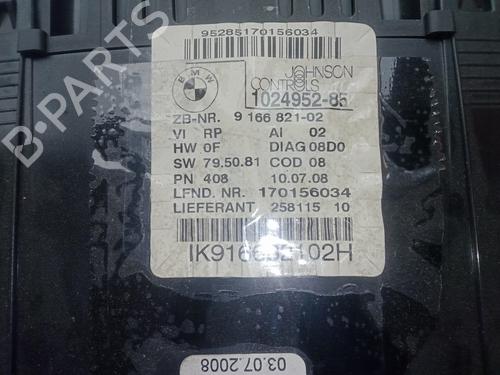 95285170156034
BMW
JOHNSON
CONTROLS
1024952-85
ZB-NR. 9 166 821-02
VI RP AI 02
HW 0F DIAG 08D0
SW 79.50.81 COD 08
PN 408 10.07.08
LFND. NR. 170156034
LIEFERANT 258115 10
IK916682102H
03.07.2008
B-PARTS